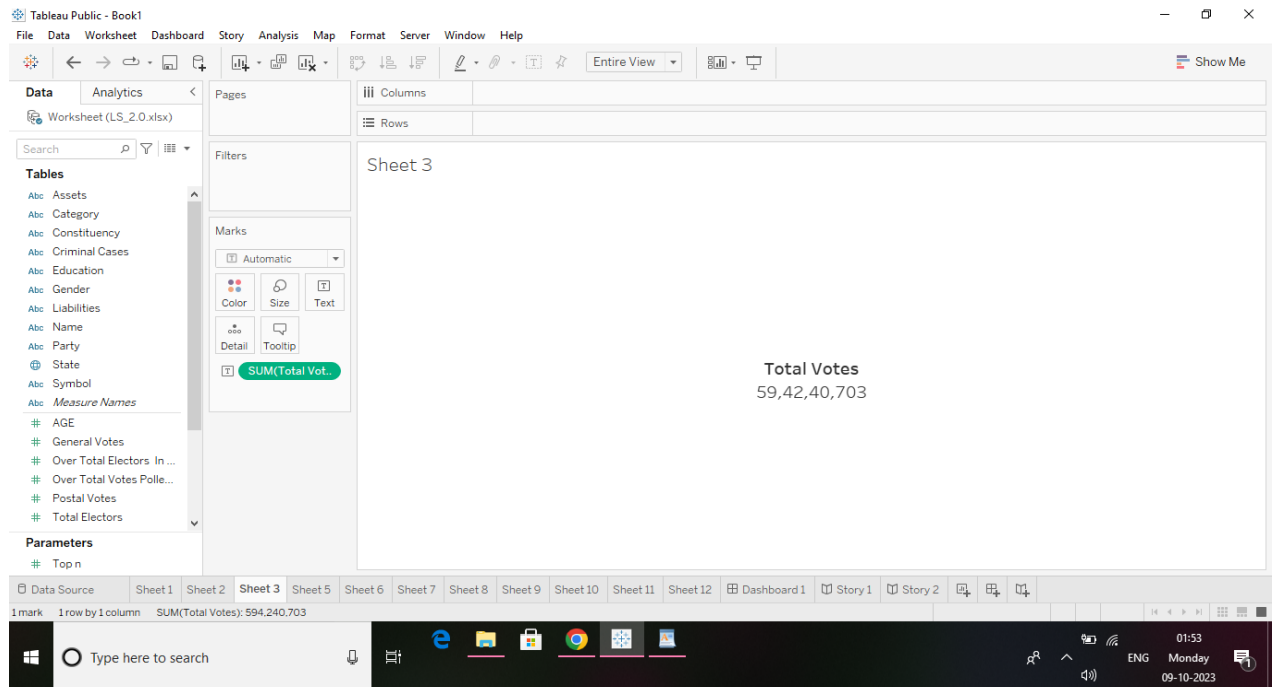 Tableau Public - Book1
File Data Worksheet Dashboard Story Analysis Map Format Server Window Help
Entire View
Show Me
Data Analytics
Worksheet (LS_2.0.xlsx)
Search
Tables
Abc Assets
Abc Category
Abc Constituency
Abc Criminal Cases
Abc Education
Abc Gender
Abc Liabilities
Abc Name
Abc Party
State
Abc Symbol
Abc Measure Names
# AGE
# General Votes
# Over Total Electors In ...
# Over Total Votes Polle...
# Postal Votes
# Total Electors
Parameters
# Top n
Pages
Filters
Marks
Automatic
Color Size Text
Detail Tooltip
SUM(Total Vot..
Columns
Rows
Sheet 3
Total Votes
59,42,40,703
Data Source Sheet 1 Sheet 2 Sheet 3 Sheet 5 Sheet 6 Sheet 7 Sheet 8 Sheet 9 Sheet 10 Sheet 11 Sheet 12 Dashboard 1 Story 1 Story 2
1 mark 1 row by 1 column SUM(Total Votes): 594,240,703
Type here to search
ENG
01:53
Monday
09-10-2023
1